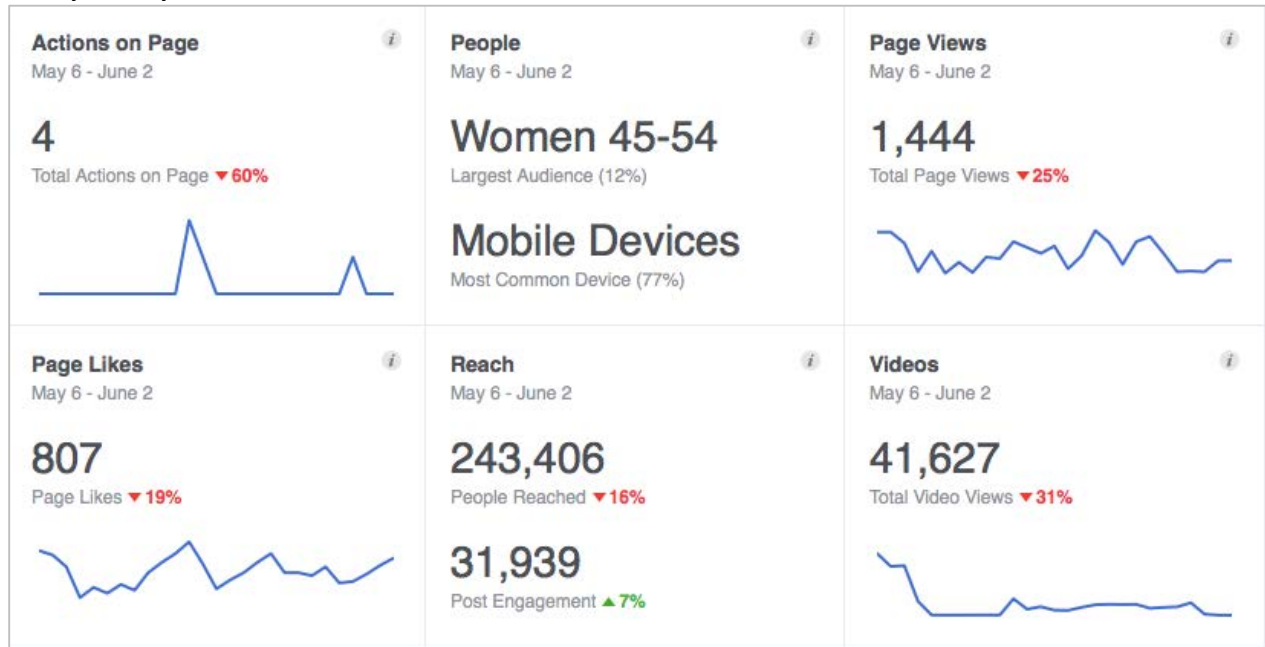 Actions on Page
May 6 - June 2
4
Total Actions on Page ▼60%
People
May 6 - June 2
Women 45-54
Largest Audience (12%)
Mobile Devices
Most Common Device (77%)
Page Views
May 6 - June 2
1,444
Total Page Views ▼25%
Page Likes
May 6 - June 2
807
Page Likes ▼19%
Reach
May 6 - June 2
243,406
People Reached ▼16%
31,939
Post Engagement ▲7%
Videos
May 6 - June 2
41,627
Total Video Views ▼31%